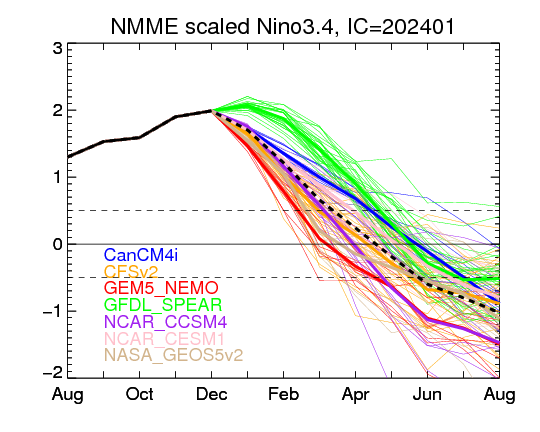 NMME scaled Nino3.4, IC=202401
3
2
1
0
−1
−2
CanCM4i
CFSv2
GEM5_NEMO
GFDL_SPEAR
NCAR_CCSM4
NCAR_CESM1
NASA_GEOS5v2
Aug Oct Dec Feb Apr Jun Aug